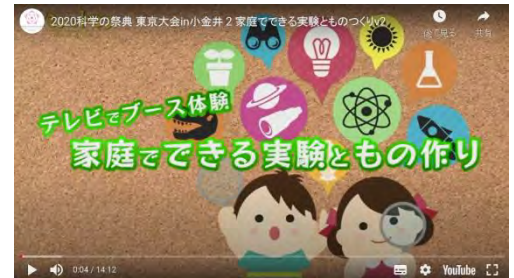 2020科学の祭典 東京大会in小金井 2 家庭でできる実験とものつくりv2
後で見る
共有
テレビでブース体験
家庭でできる実験ともの作り
0:04 / 14:12
YouTube